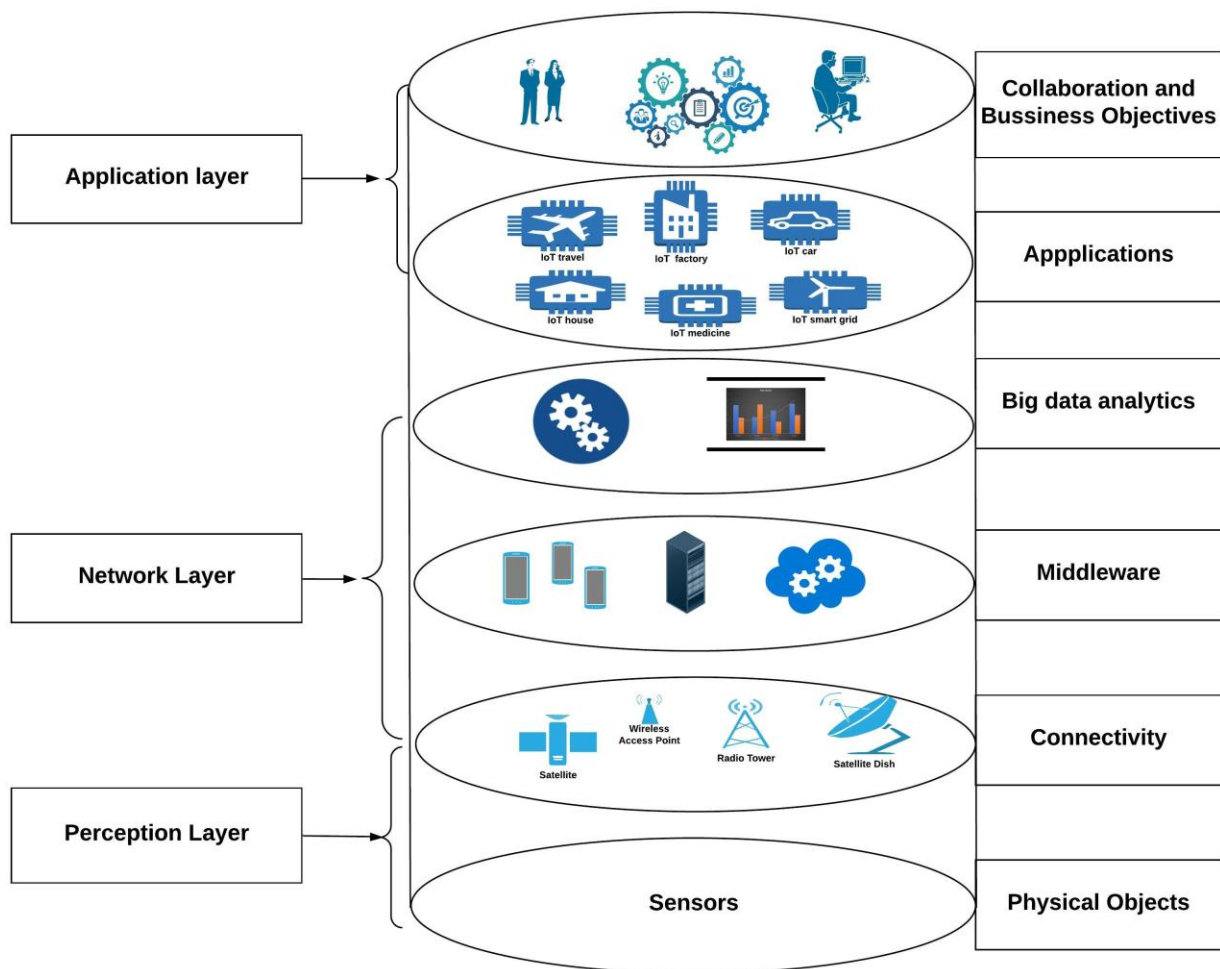 Application layer
Network Layer
Perception Layer
IoT travel
IoT factory
IoT car
IoT house
IoT medicine
IoT smart grid
Satellite
Wireless
Access Point
Radio Tower
Satellite Dish
Sensors
Collaboration and
Bussiness Objectives
Appplications
Big data analytics
Middleware
Connectivity
Physical Objects